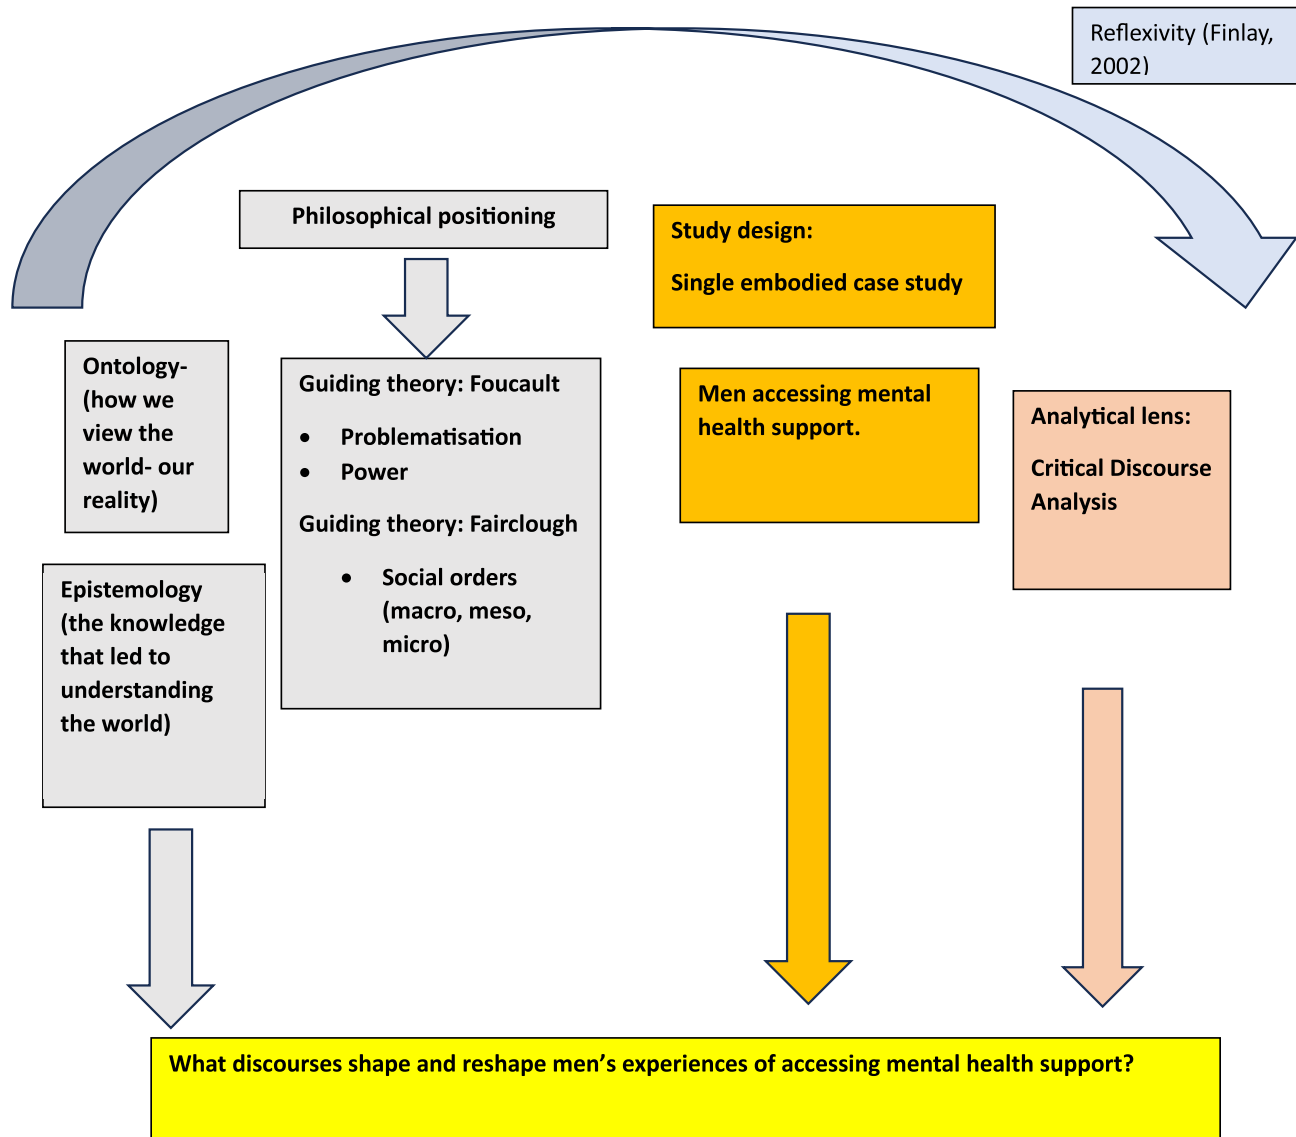 Reflexivity (Finlay,
2002)
Philosophical positioning
Study design:
Single embodied case study
Ontology-
(how we
view the
world- our
reality)
Guiding theory: Foucault
• Problematisation
• Power
Guiding theory: Fairclough
• Social orders
(macro, meso,
micro)
Men accessing mental
health support.
Analytical lens:
Critical Discourse
Analysis
Epistemology
(the knowledge
that led to
understanding
the world)
What discourses shape and reshape men’s experiences of accessing mental health support?